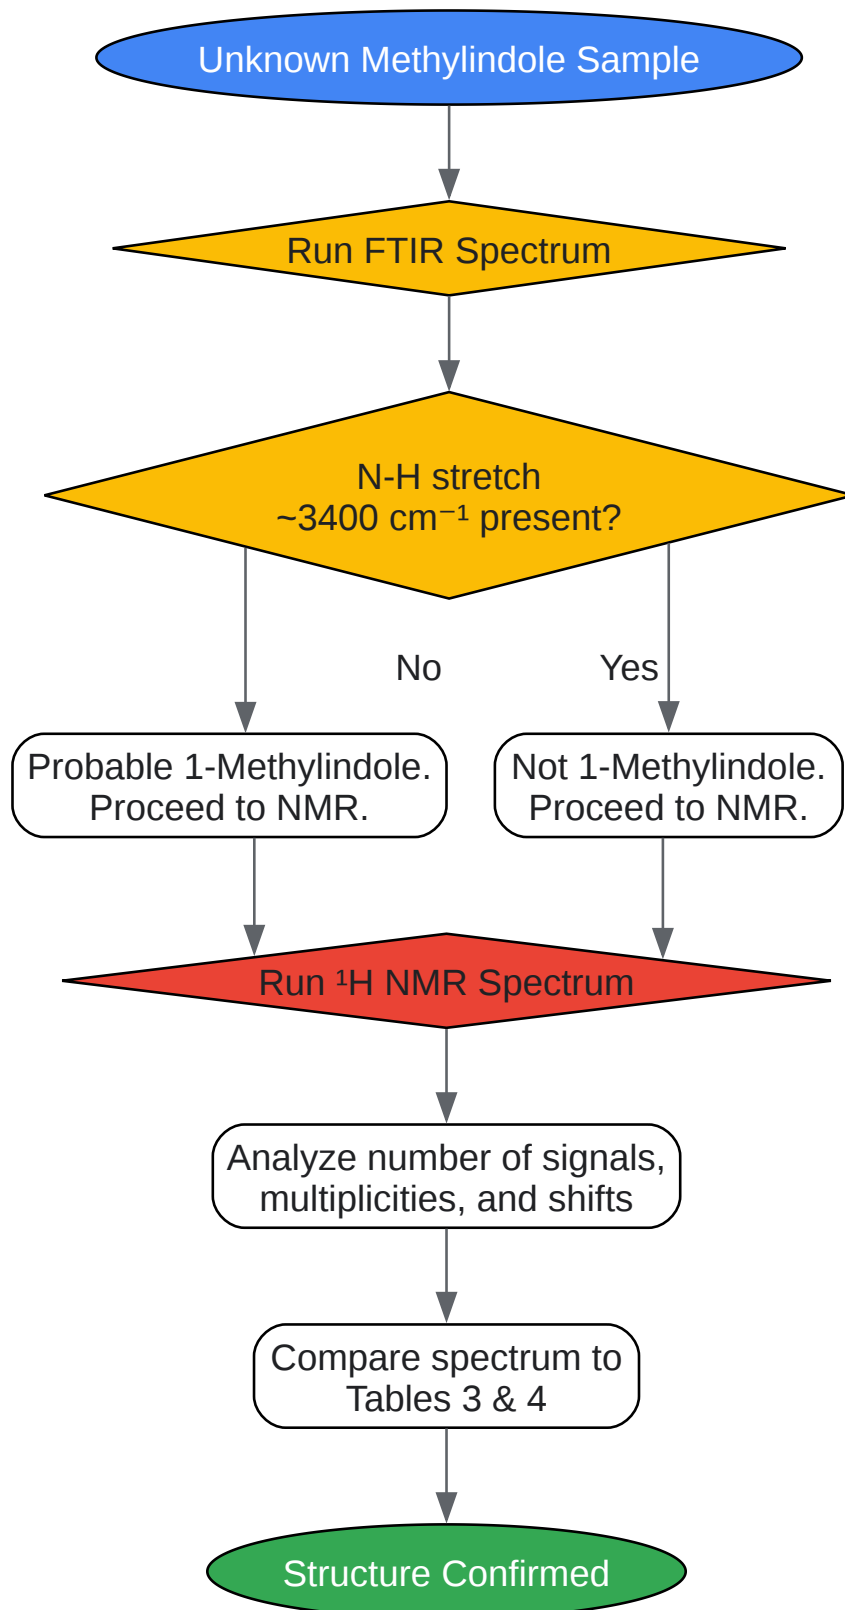 Unknown Methylindole Sample
Run FTIR Spectrum
N-H stretch
~3400 cm⁻¹ present?
No
Yes
Probable 1-Methylindole.
Proceed to NMR.
Not 1-Methylindole.
Proceed to NMR.
Run ¹H NMR Spectrum
Analyze number of signals,
multiplicities, and shifts
Compare spectrum to
Tables 3 & 4
Structure Confirmed